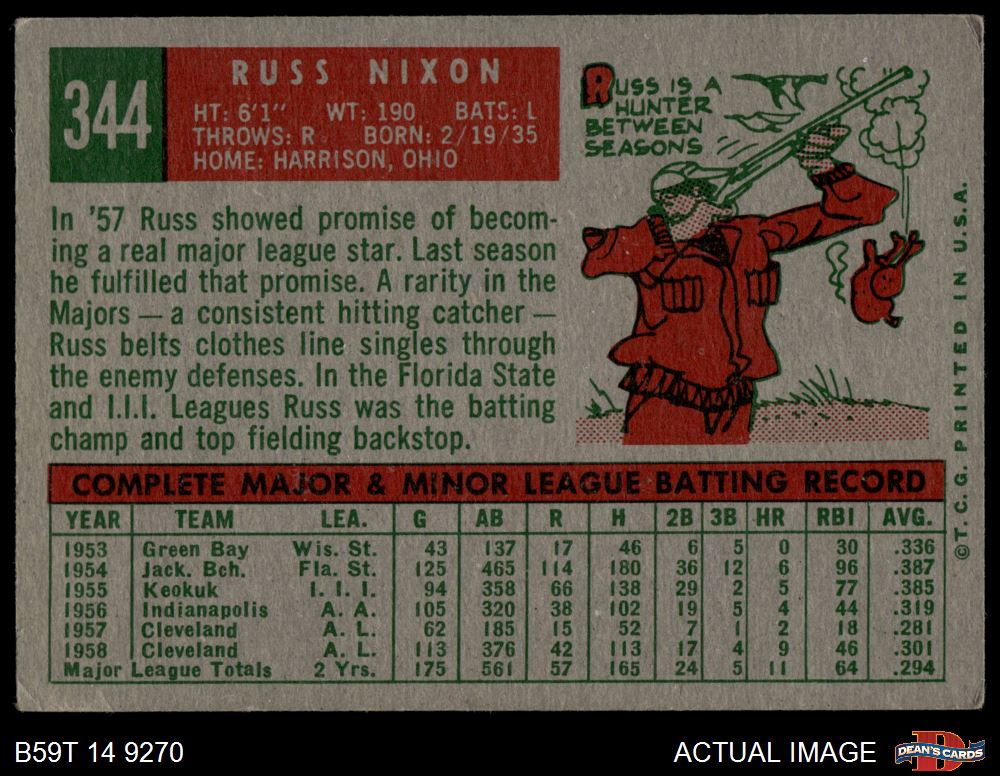 344
RUSS NIXON
HT: 6'1" WT: 190 BATS: L
THROWS: R BORN: 2/19/35
HOME: HARRISON, OHIO
RUSS IS A
HUNTER
BETWEEN
SEASONS
In '57 Russ showed promise of becom-
ing a real major league star. Last season
he fulfilled that promise. A rarity in the
Majors — a consistent hitting catcher —
Russ belts clothes line singles through
the enemy defenses. In the Florida State
and I.I.I. Leagues Russ was the batting
champ and top fielding backstop.
COMPLETE MAJOR & MINOR LEAGUE BATTING RECORD
YEAR TEAM LEA. G AB R H 2B 3B HR RBI AVG.
1953 Green Bay Wis. St. 43 137 17 46 6 5 0 30 .336
1954 Jack. Bch. Fla. St. 125 465 114 180 36 12 6 96 .387
1955 Keokuk I. I. I. 94 358 66 138 29 2 5 77 .385
1956 Indianapolis A. A. 105 320 38 102 19 5 4 44 .319
1957 Cleveland A. L. 62 185 15 52 7 1 2 18 .281
1958 Cleveland A. L. 113 376 42 113 17 4 9 46 .301
Major League Totals 2 Yrs. 175 561 57 165 24 5 11 64 .294
©T.C.G. PRINTED IN U.S.A.
B59T 14 9270
ACTUAL IMAGE
DEAN'S CARDS